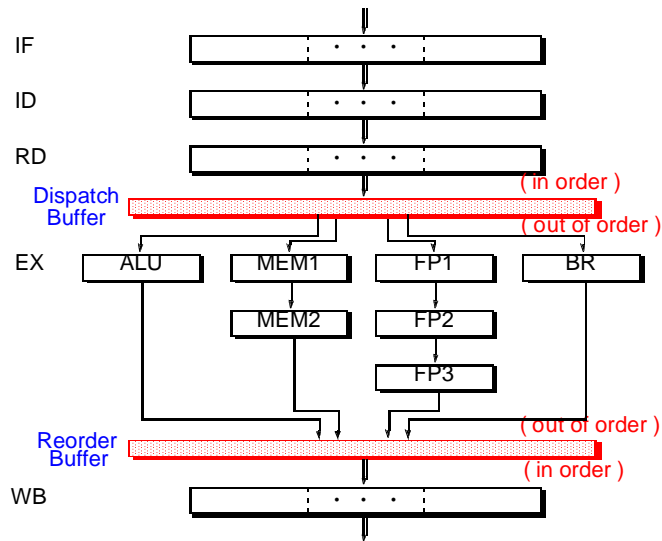 IF
• • •
ID
• • •
RD
• • •
( in order )
Dispatch
Buffer
( out of order )
EX
ALU
MEM1
FP1
BR
MEM2
FP2
FP3
( out of order )
Reorder
Buffer
( in order )
WB
• • •